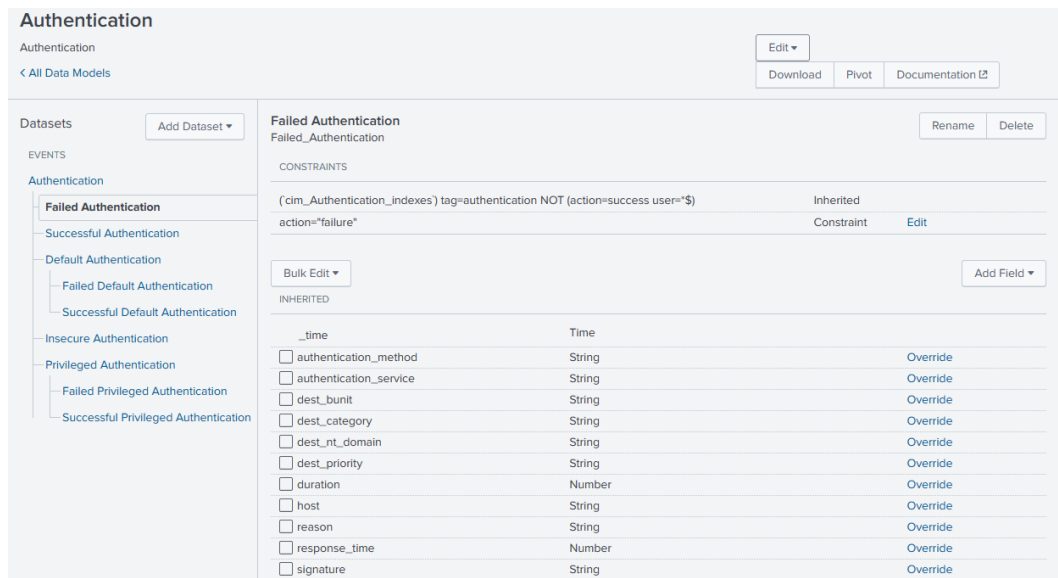 Authentication
Authentication
Edit ▾
< All Data Models
Download Pivot Documentation
Datasets
Add Dataset ▾
EVENTS
Authentication
Failed Authentication
Successful Authentication
Default Authentication
Failed Default Authentication
Successful Default Authentication
Insecure Authentication
Privileged Authentication
Failed Privileged Authentication
Successful Privileged Authentication
Failed Authentication
Failed_Authentication
Rename Delete
CONSTRAINTS
(`cim_Authentication_indexes`) tag=authentication NOT (action=success user=*$) Inherited
action="failure" Constraint Edit
Bulk Edit ▾
Add Field ▾
INHERITED
_time Time
authentication_method String Override
authentication_service String Override
dest_bunit String Override
dest_category String Override
dest_nt_domain String Override
dest_priority String Override
duration Number Override
host String Override
reason String Override
response_time Number Override
signature String Override